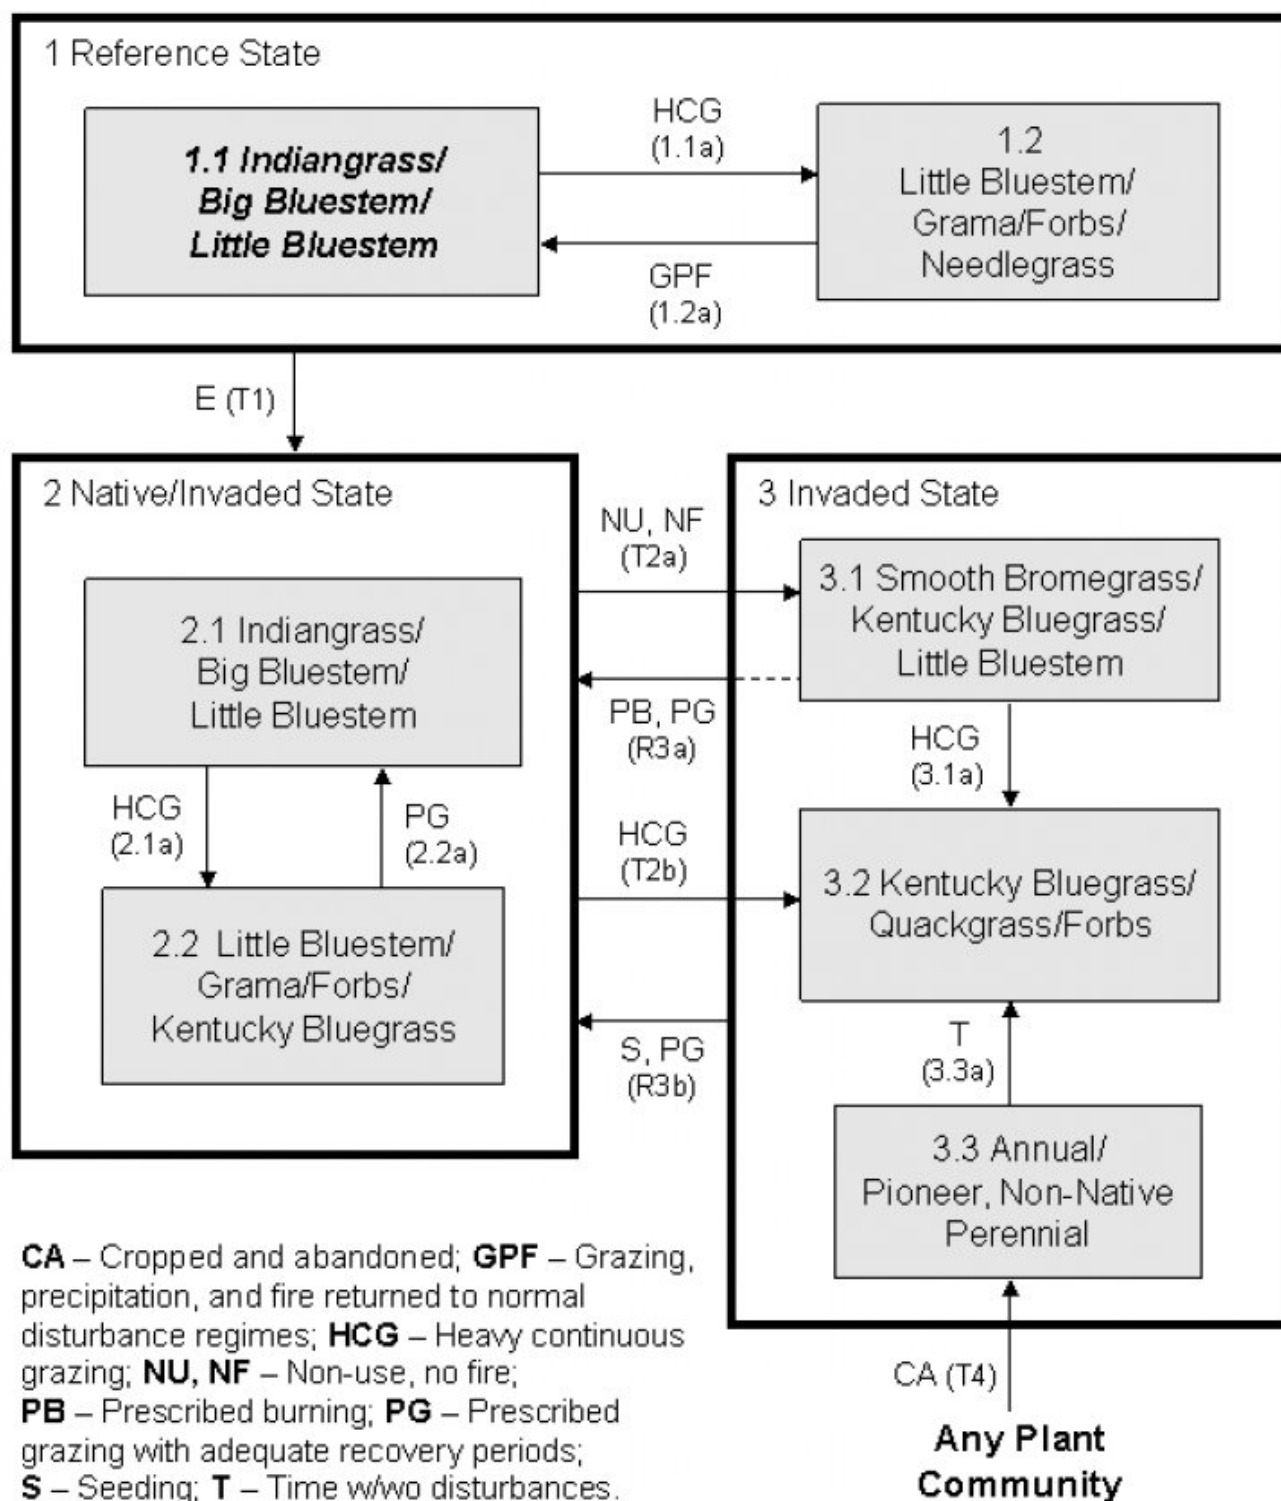 1 Reference State
1.1 Indiangrass/
Big Bluestem/
Little Bluestem
HCG
(1.1a)
GPF
(1.2a)
1.2
Little Bluestem/
Grama/Forbs/
Needlegrass
E (T1)
2 Native/Invaded State
2.1 Indiangrass/
Big Bluestem/
Little Bluestem
HCG
(2.1a)
PG
(2.2a)
2.2 Little Bluestem/
Grama/Forbs/
Kentucky Bluegrass
NU, NF
(T2a)
PB, PG
(R3a)
HCG
(T2b)
S, PG
(R3b)
3 Invaded State
3.1 Smooth Bromegrass/
Kentucky Bluegrass/
Little Bluestem
HCG
(3.1a)
3.2 Kentucky Bluegrass/
Quackgrass/Forbs
T
(3.3a)
3.3 Annual/
Pioneer, Non-Native
Perennial
CA (T4)
Any Plant
Community
CA – Cropped and abandoned; GPF – Grazing,
precipitation, and fire returned to normal
disturbance regimes; HCG – Heavy continuous
grazing; NU, NF – Non-use, no fire;
PB – Prescribed burning; PG – Prescribed
grazing with adequate recovery periods;
S – Seeding; T – Time w/wo disturbances.